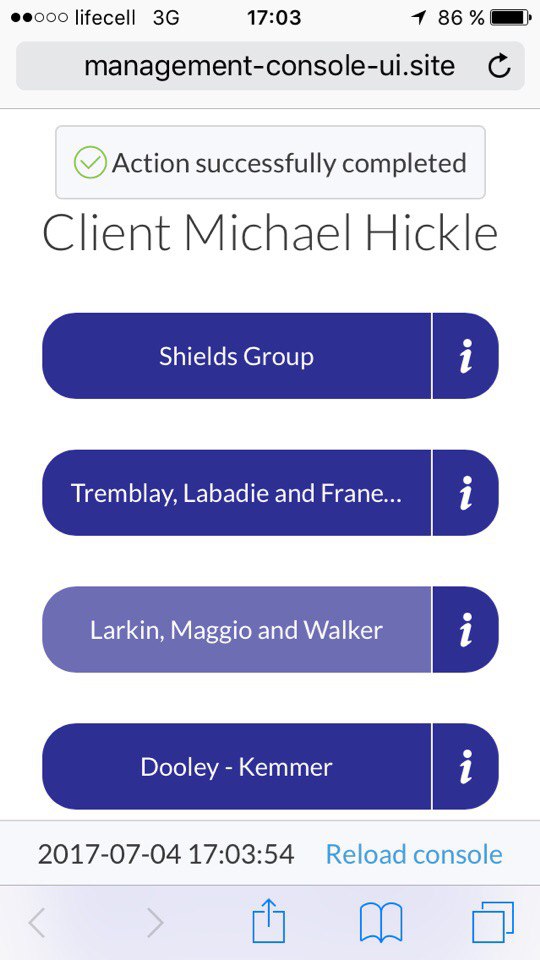 lifecell 3G 17:03 86 %
management-console-ui.site
Action successfully completed
Client Michael Hickle
Shields Group i
Tremblay, Labadie and Frane... i
Larkin, Maggio and Walker i
Dooley - Kemmer i
2017-07-04 17:03:54 Reload console